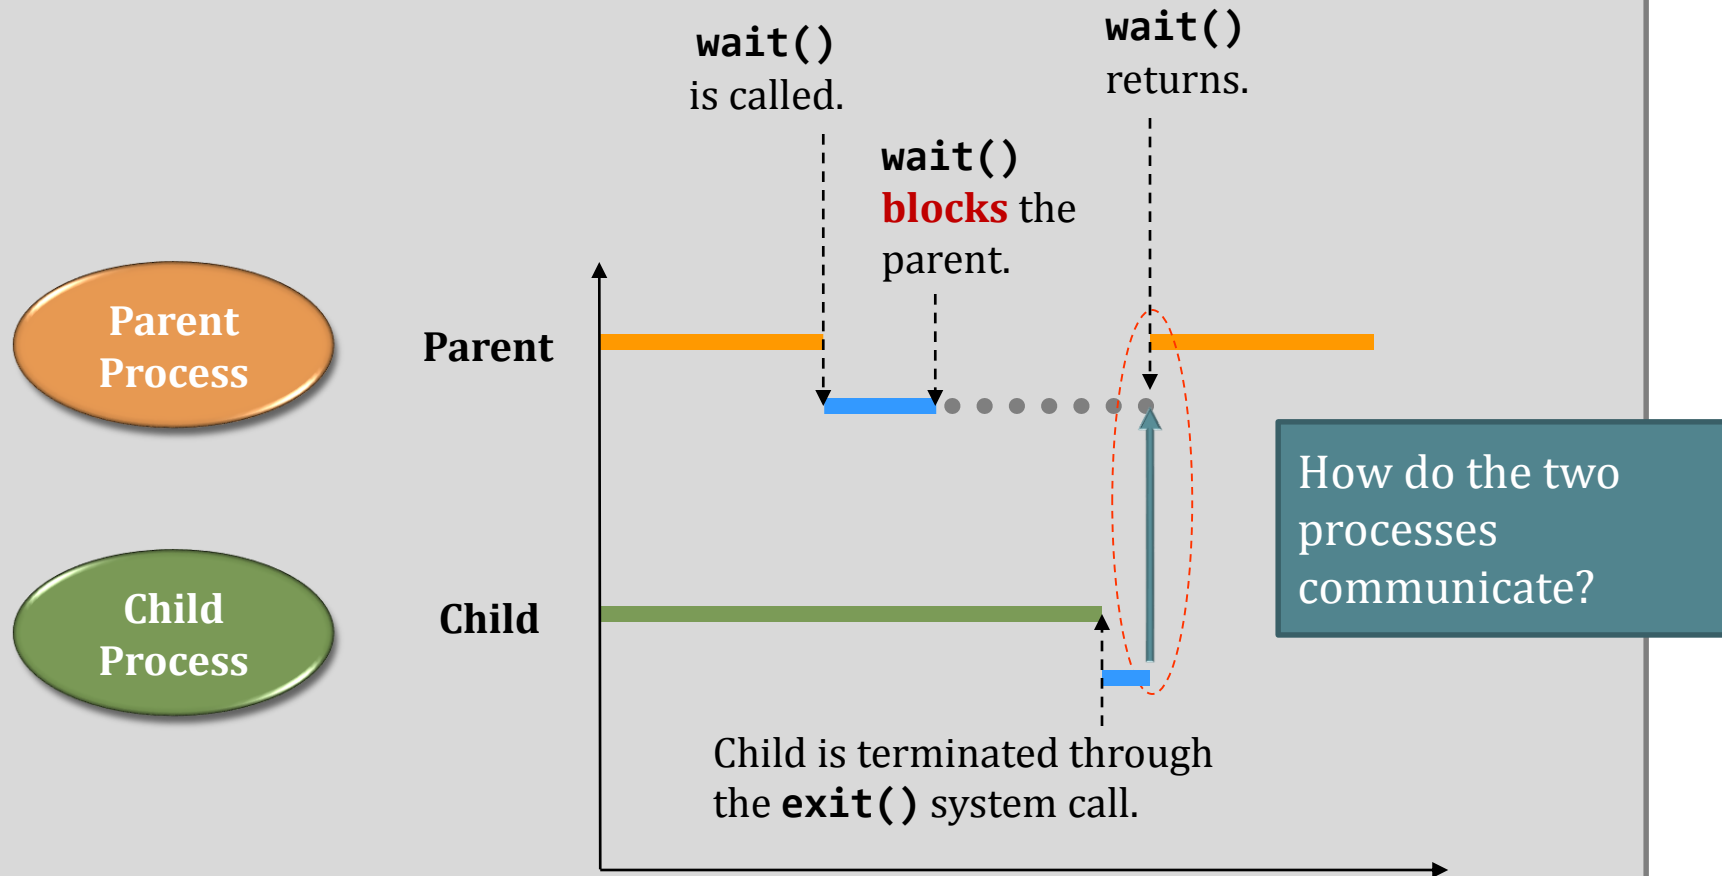 wait()
is called.
wait()
returns.
wait()
blocks the
parent.
Parent
Process
Parent
How do the two
processes
communicate?
Child
Process
Child
Child is terminated through
the exit() system call.